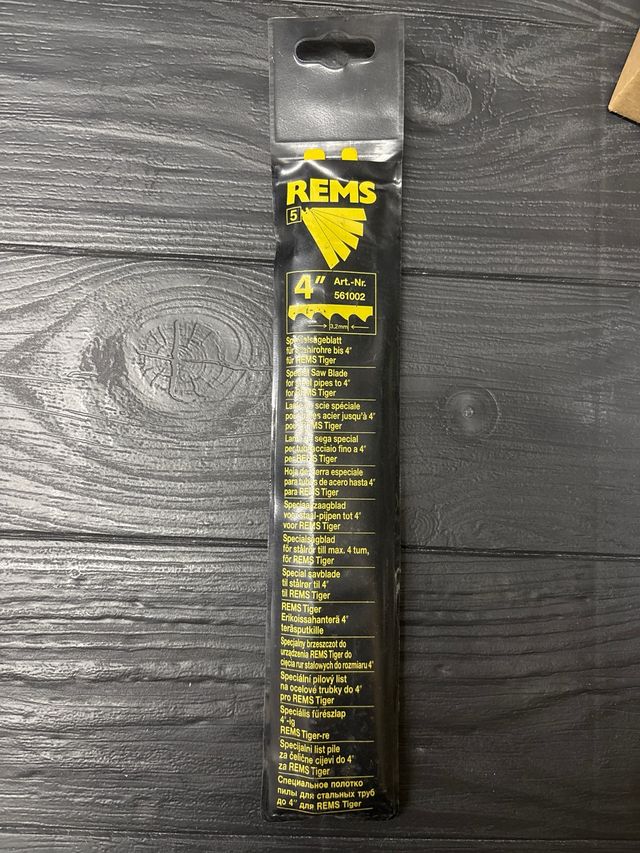 REMS
5
4" Art.-Nr.
561002
3,2mm
Spezialsägeblatt
für Stahlrohre bis 4"
für REMS Tiger
Special Saw Blade
for steel pipes to 4"
for REMS Tiger
Lame de scie spéciale
pour tubes acier jusqu'à 4"
pour REMS Tiger
Lama da sega special
per tubi acciaio fino a 4"
per REMS Tiger
Hoja de sierra especiale
para tubos de acero hasta 4"
para REMS Tiger
Speciaal zaagblad
voor staal-pijpen tot 4"
voor REMS Tiger
Specialsågblad
för stålrör till max. 4 tum,
för REMS Tiger
Special savblade
til stålrør til 4"
til REMS Tiger
REMS Tiger
Erikoissahanterä 4"
teräsputkille
Specjalny brzeszczot do
urządzenia REMS Tiger do
cięcia rur stalowych do rozmiaru 4"
Speciální pilový list
na ocelové trubky do 4"
pro REMS Tiger
Speciális fűrészlap
4"-ig
REMS Tiger-re
Specijalni list pile
za čelične cijevi do 4"
za REMS Tiger
Специальное полотно
пилы для стальных труб
до 4" для REMS Tiger